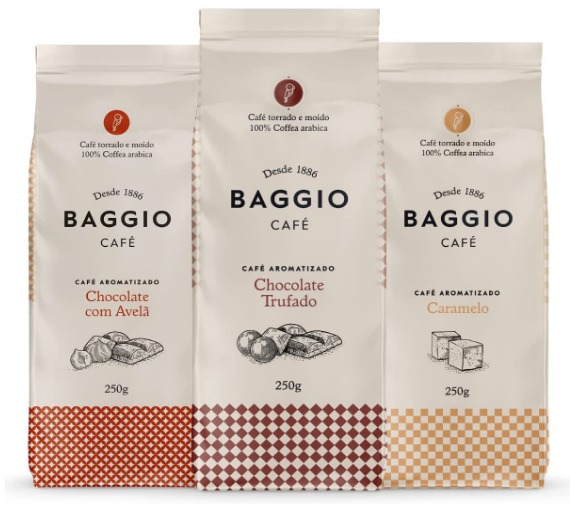 Café torrado e moído
100% Coffea arabica
Desde 1886
BAGGIO
CAFÉ
CAFÉ AROMATIZADO
Chocolate
com Avelã
250g
Café torrado e moído
100% Coffea arabica
Desde 1886
BAGGIO
CAFÉ
CAFÉ AROMATIZADO
Chocolate
Trufado
250g
Café torrado e moído
100% Coffea arabica
Desde 1886
BAGGIO
CAFÉ
CAFÉ AROMATIZADO
Caramelo
250g